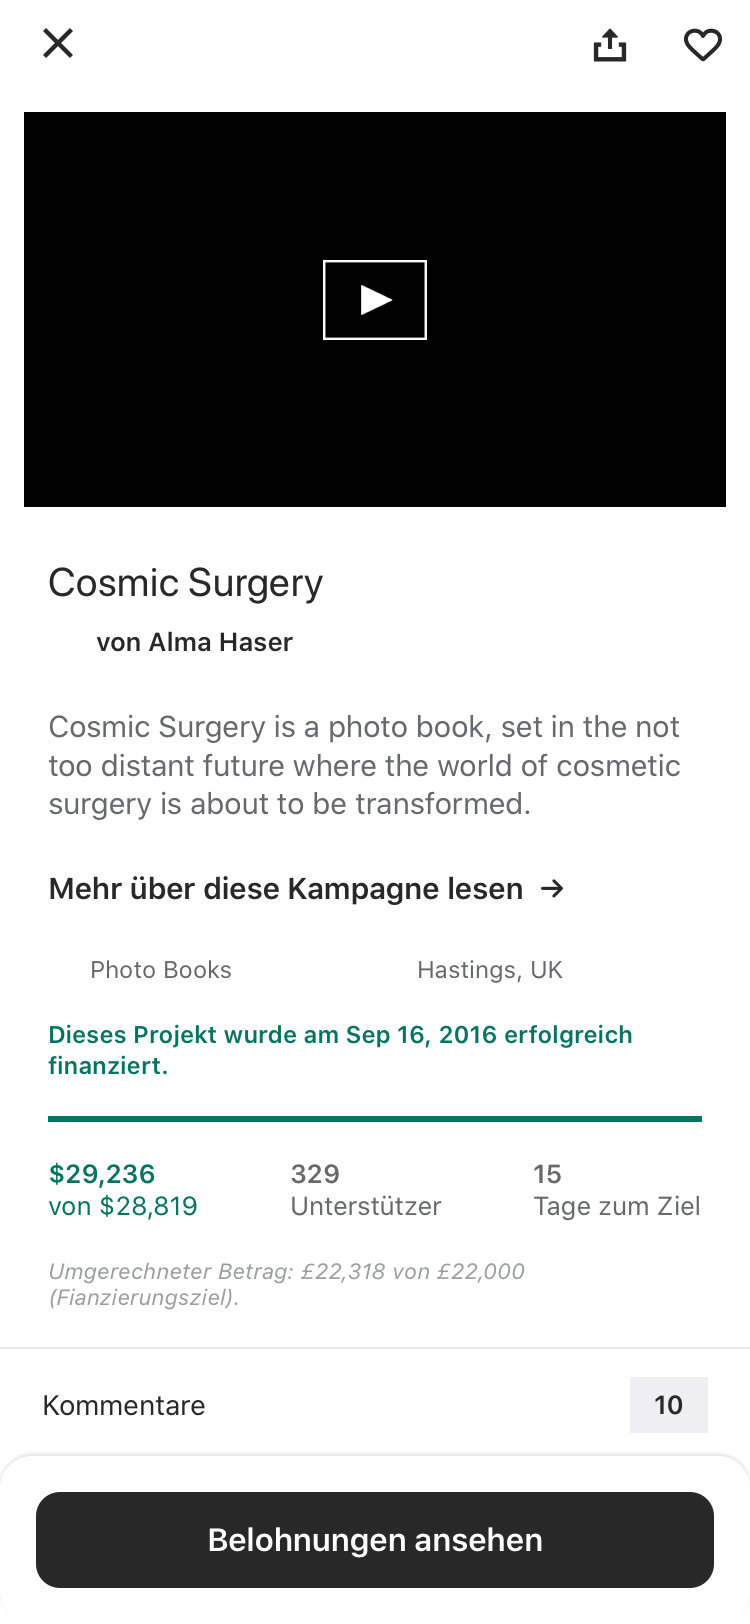 Cosmic Surgery
von Alma Haser
Cosmic Surgery is a photo book, set in the not
too distant future where the world of cosmetic
surgery is about to be transformed.
Mehr über diese Kampagne lesen →
Photo Books
Hastings, UK
Dieses Projekt wurde am Sep 16, 2016 erfolgreich
finanziert.
$29,236
von $28,819
329
Unterstützer
15
Tage zum Ziel
Umgerechneter Betrag: £22,318 von £22,000
(Fianzierungsziel).
Kommentare
10
Belohnungen ansehen